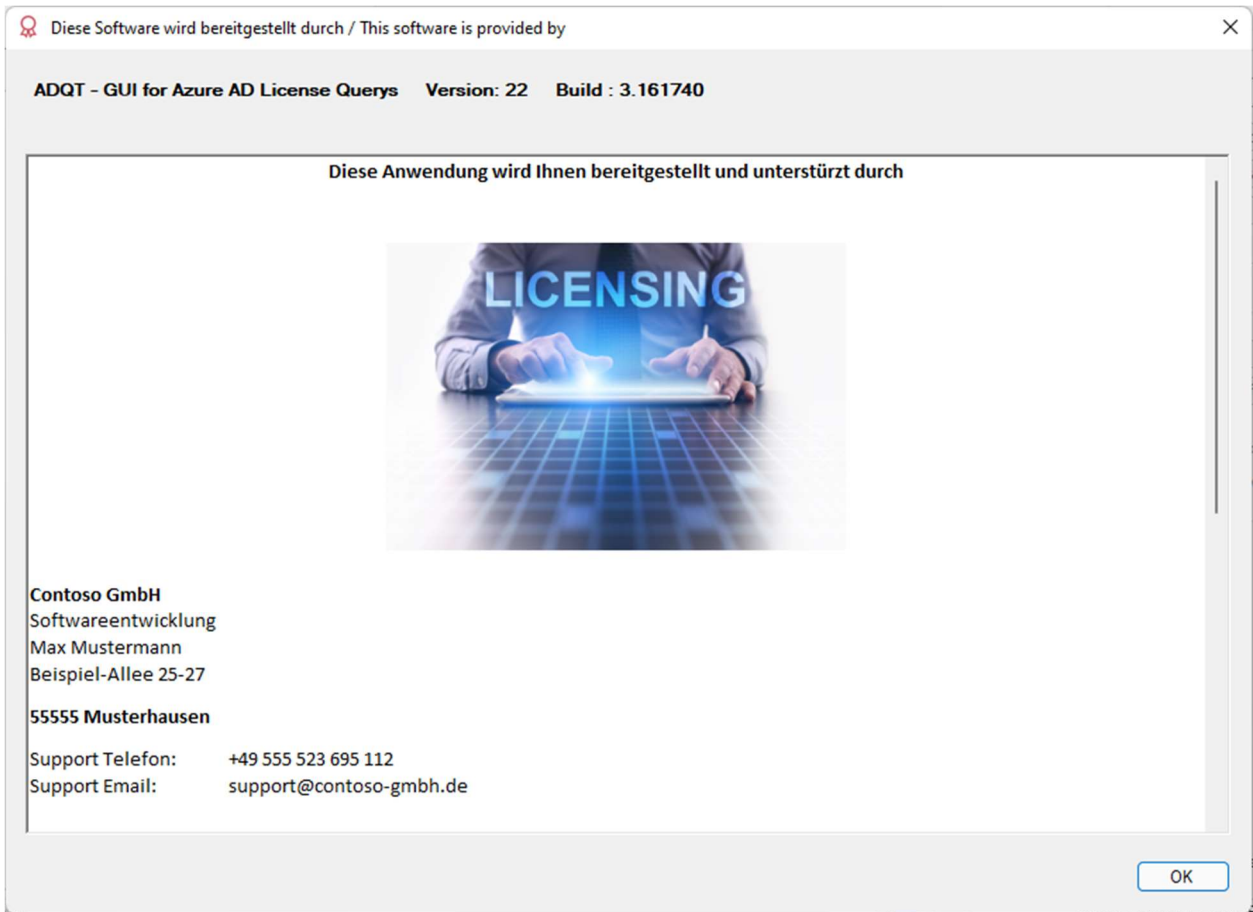 Diese Software wird bereitgestellt durch / This software is provided by
ADQT - GUI for Azure AD License Querys Version: 22 Build : 3.161740
Diese Anwendung wird Ihnen bereitgestellt und unterstürzt durch
LICENSING
Contoso GmbH
Softwareentwicklung
Max Mustermann
Beispiel-Allee 25-27
55555 Musterhausen
Support Telefon: +49 555 523 695 112
Support Email: support@contoso-gmbh.de
OK